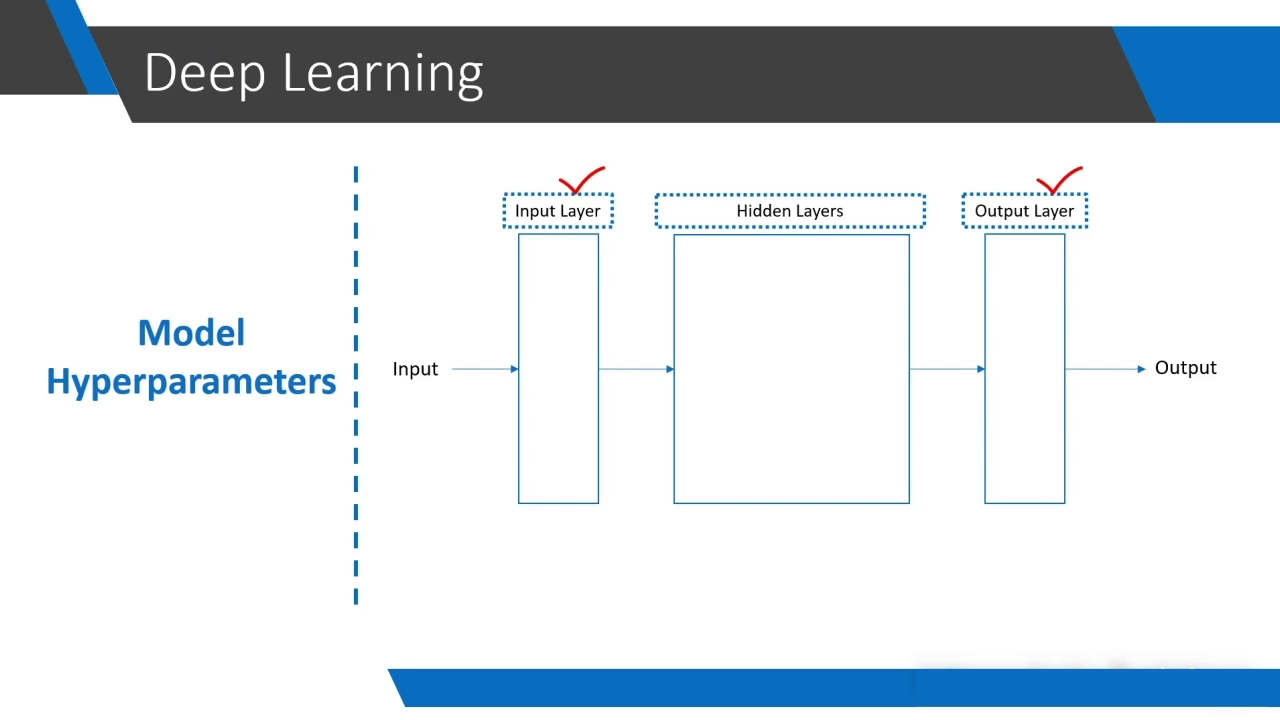 Deep Learning
Model
Hyperparameters
Input Layer
Hidden Layers
Output Layer
Input
Output